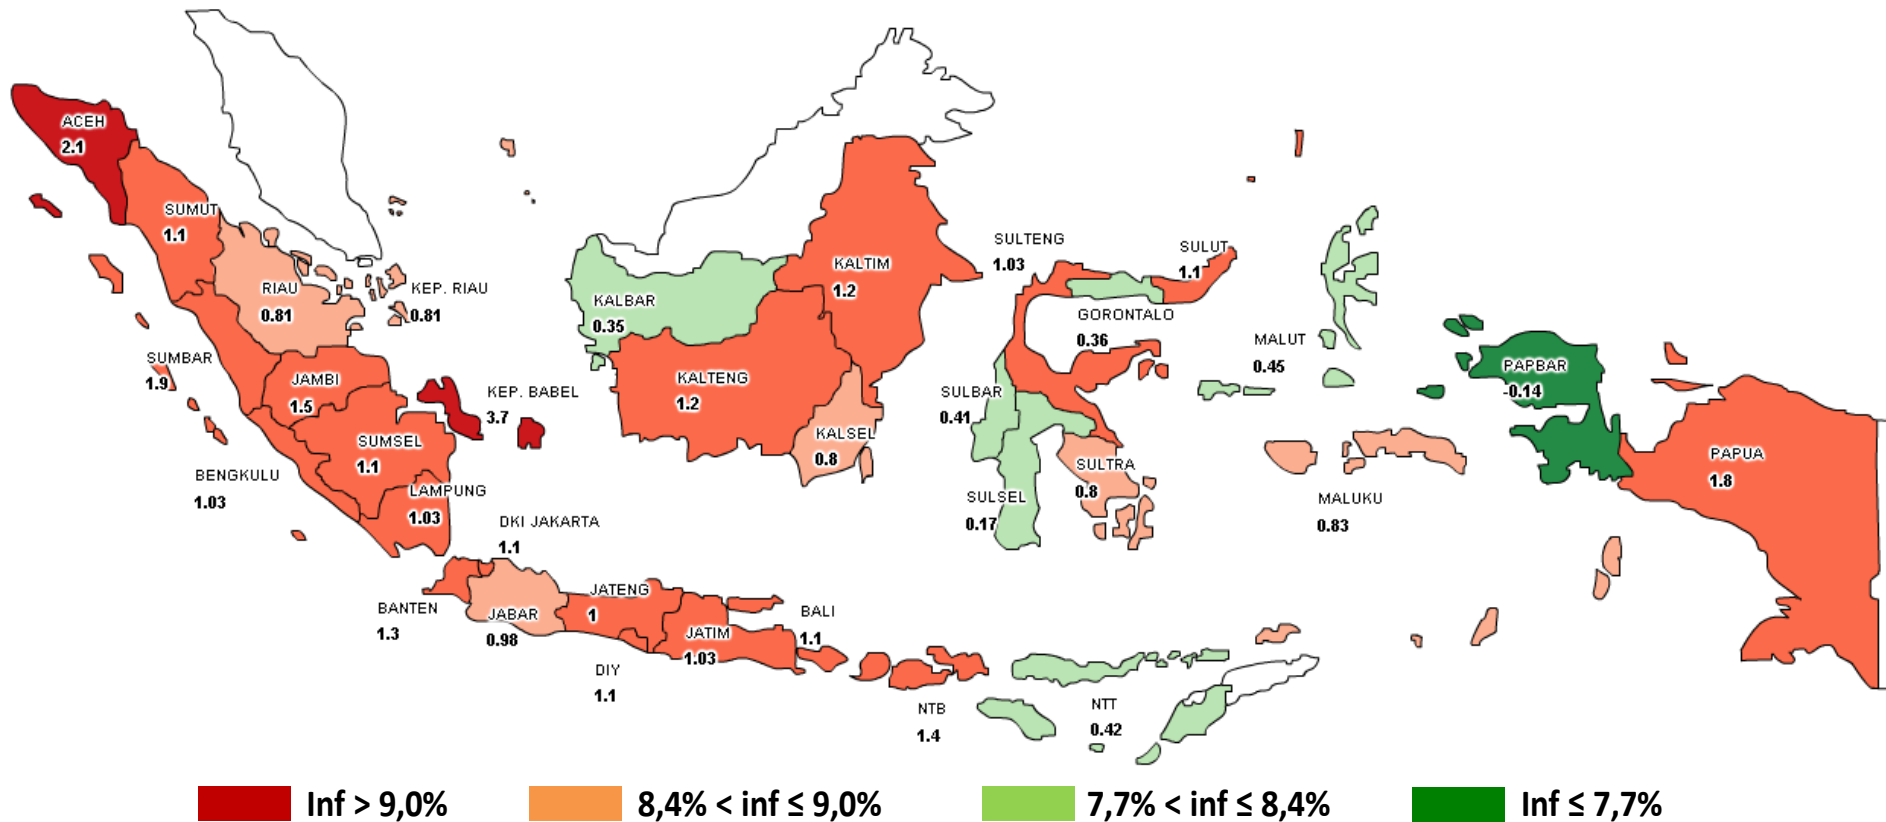 ACEH
2.1
SUMUT
1.1
RIAU
0.81
KEP. RIAU
0.81
SUMBAR
1.9
JAMBI
1.5
KEP. BABEL
3.7
SUMSEL
1.1
BENGKULU
1.03
LAMPUNG
1.03
DKI JAKARTA
1.1
BANTEN
1.3
JABAR
0.98
JATENG
1
DIY
1.1
JATIM
1.03
BALI
1.1
NTB
1.4
NTT
0.42
KALBAR
0.35
KALTENG
1.2
KALTIM
1.2
KALSEL
0.8
SULTENG
1.03
SULUT
1.1
GORONTALO
0.36
SULBAR
0.41
SULSEL
0.17
SULTRA
0.8
MALUT
0.45
MALUKU
0.83
PAPBAR
-0.14
PAPUA
1.8
Inf > 9,0%
8,4% < inf ≤ 9,0%
7,7% < inf ≤ 8,4%
Inf ≤ 7,7%